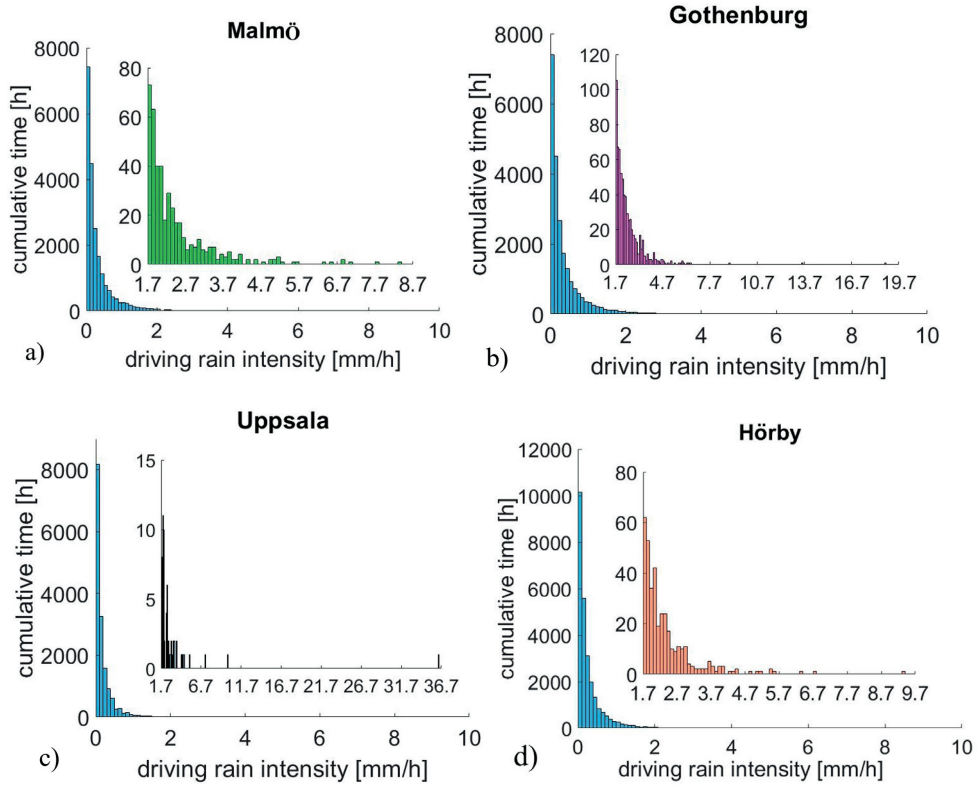 Malmö
cumulative time [h]
8000
6000
4000
2000
0
80
60
40
20
0
1.7 2.7 3.7 4.7 5.7 6.7 7.7 8.7
0 2 4 6 8 10
a)
driving rain intensity [mm/h]
Gothenburg
cumulative time [h]
8000
6000
4000
2000
0
120
100
80
60
40
20
0
1.7 4.7 7.7 10.7 13.7 16.7 19.7
0 2 4 6 8 10
b)
driving rain intensity [mm/h]
Uppsala
cumulative time [h]
8000
6000
4000
2000
0
15
10
5
0
1.7 6.7 11.7 16.7 21.7 26.7 31.7 36.7
0 2 4 6 8 10
c)
driving rain intensity [mm/h]
Hörby
cumulative time [h]
12000
10000
8000
6000
4000
2000
0
80
60
40
20
0
1.7 2.7 3.7 4.7 5.7 6.7 7.7 8.7 9.7
0 2 4 6 8 10
d)
driving rain intensity [mm/h]